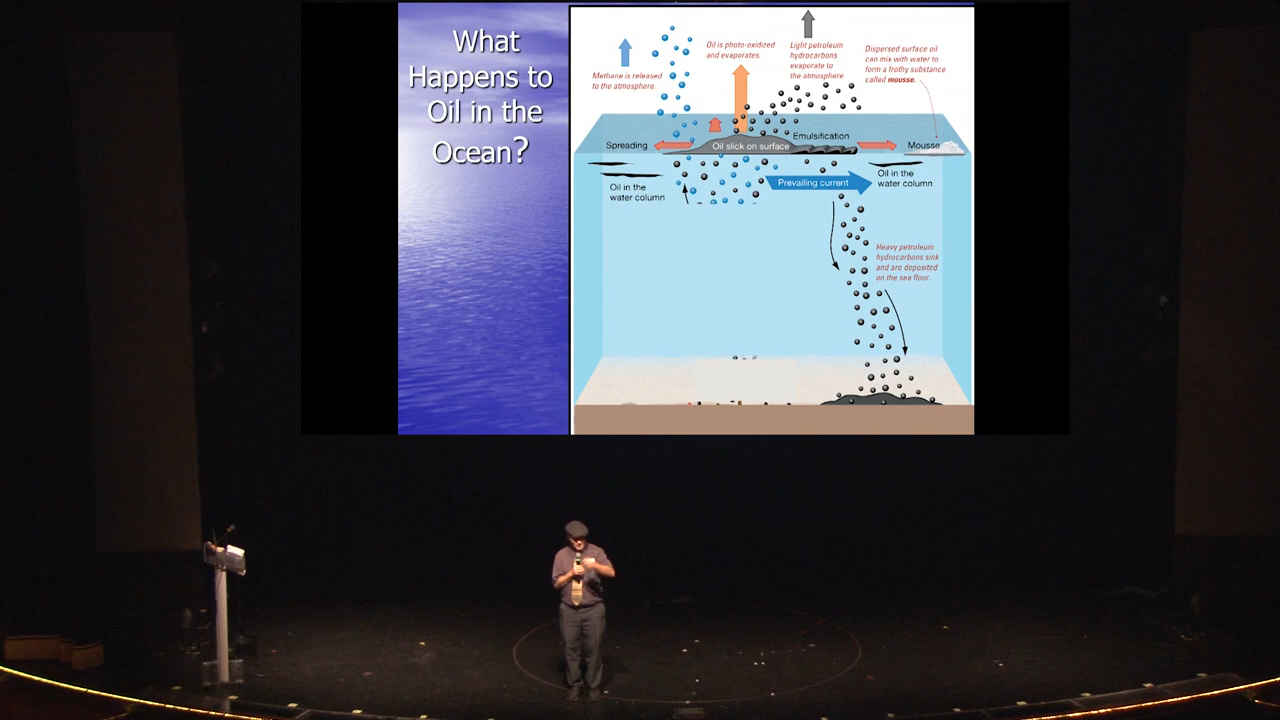 What
Happens to
Oil in the
Ocean?
Methane is released
to the atmosphere.
Oil is photo-oxidized
and evaporates.
Light petroleum
hydrocarbons
evaporate to
the atmosphere.
Dispersed surface oil
can mix with water to
form a frothy substance
called mousse.
Spreading
Oil slick on surface
Emulsification
Mousse
Oil in the
water column
Prevailing current
Oil in the
water column
Heavy petroleum
hydrocarbons sink
and are deposited
on the sea floor.